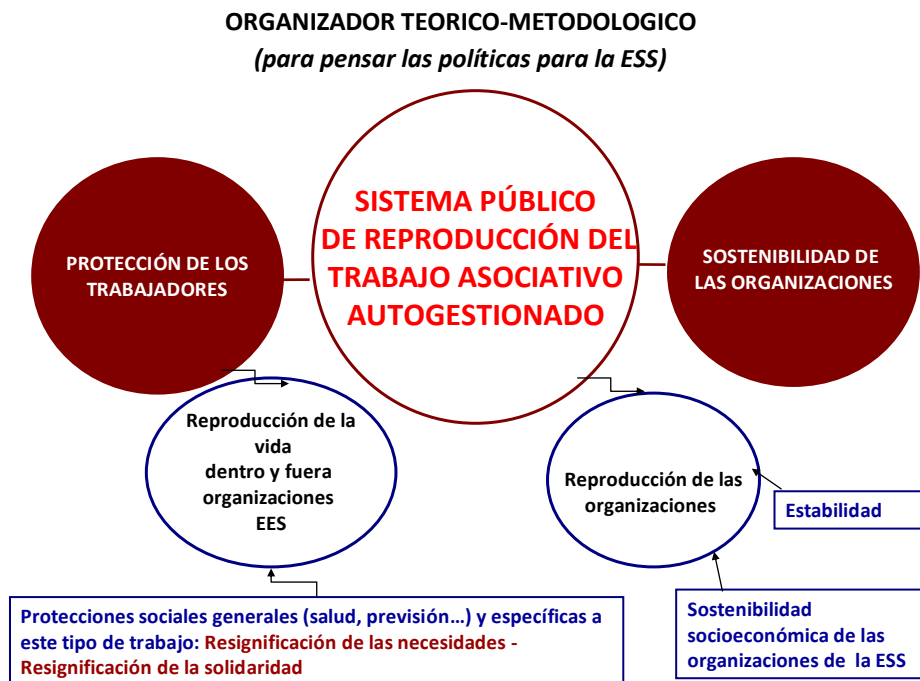 ORGANIZADOR TEORICO-METODOLOGICO
(para pensar las políticas para la ESS)
SISTEMA PÚBLICO
DE REPRODUCCIÓN DEL
TRABAJO ASOCIATIVO
AUTOGESTIONADO
PROTECCIÓN DE LOS
TRABAJADORES
SOSTENIBILIDAD DE
LAS ORGANIZACIONES
Reproducción de la
vida
dentro y fuera
organizaciones
EES
Reproducción de las
organizaciones
Estabilidad
Protecciones sociales generales (salud, previsión...) y específicas a
este tipo de trabajo: Resignificación de las necesidades -
Resignificación de la solidaridad
Sostenibilidad
socioeconómica de las
organizaciones de la ESS